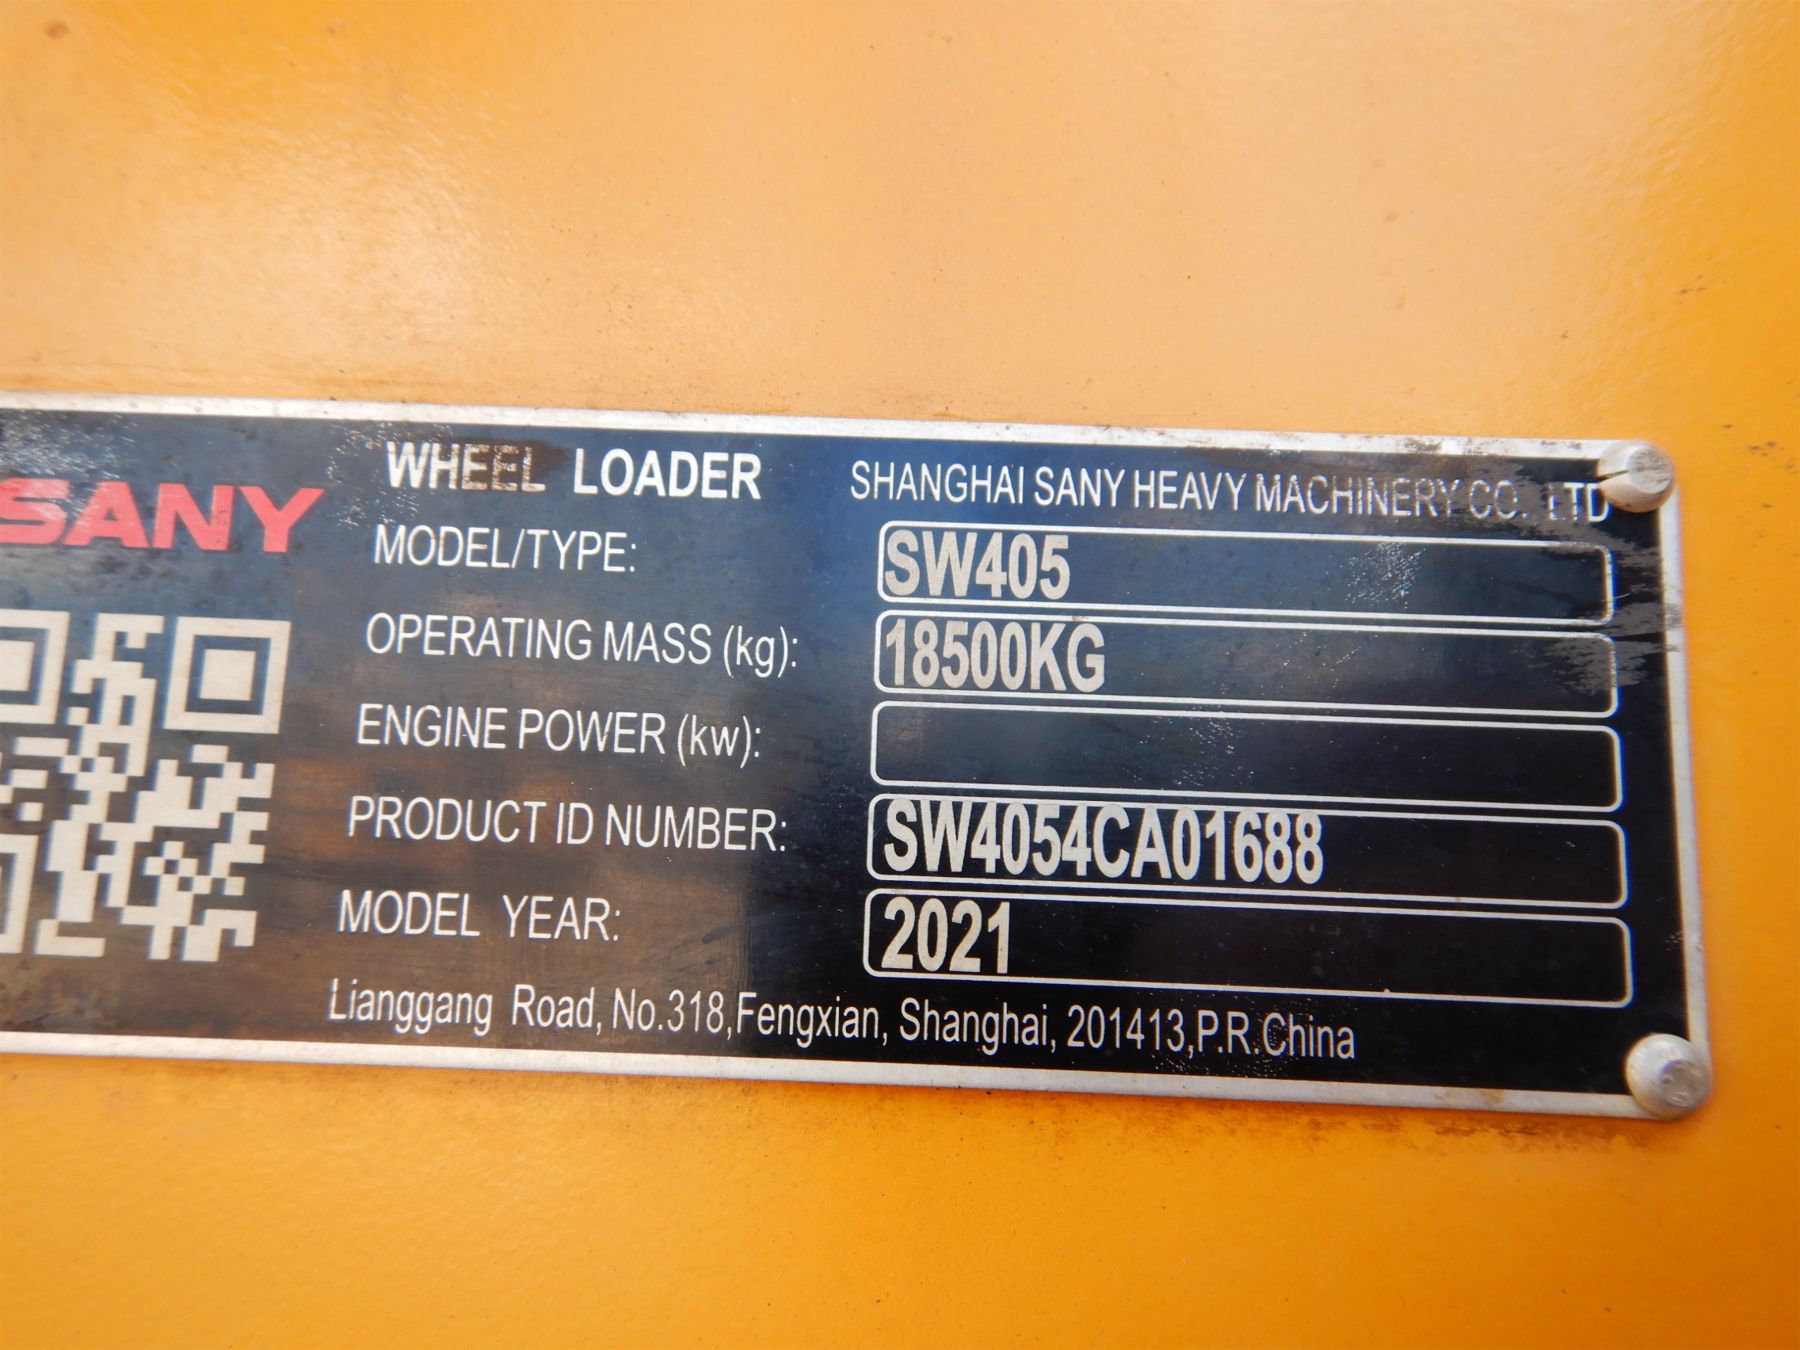 SANY
WHEEL LOADER
SHANGHAI SANY HEAVY MACHINERY CO. LTD
MODEL/TYPE: SW405
OPERATING MASS (kg): 18500KG
ENGINE POWER (kw):
PRODUCT ID NUMBER: SW4054CA01688
MODEL YEAR: 2021
Lianggang Road, No.318,Fengxian, Shanghai, 201413,P.R.China